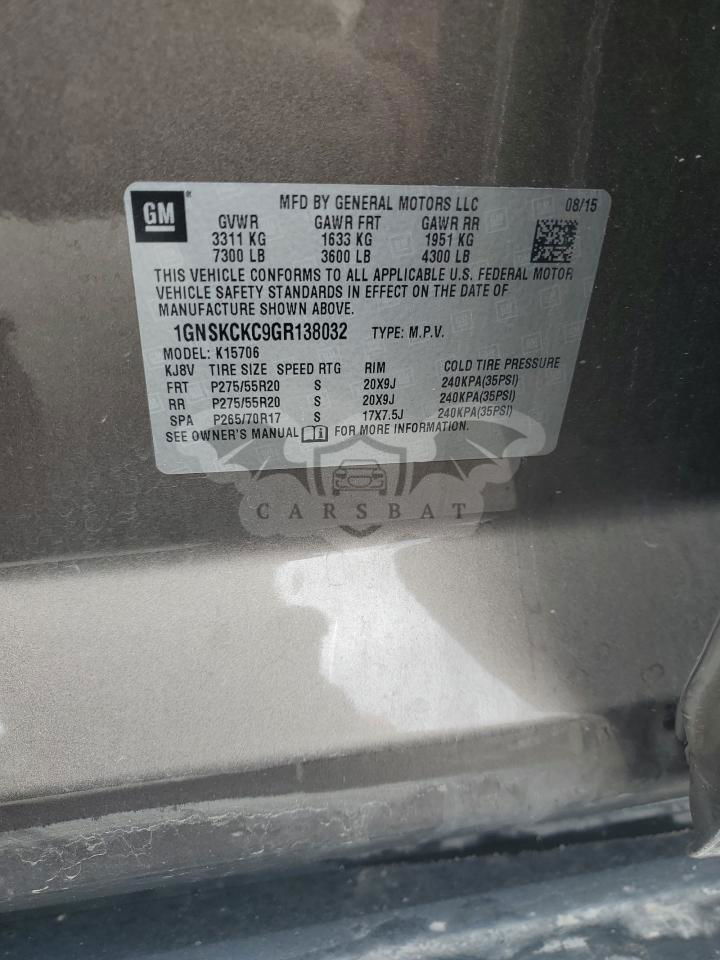 GM
MFD BY GENERAL MOTORS LLC 08/15
GVWR GAWR FRT GAWR RR
3311 KG 1633 KG 1951 KG
7300 LB 3600 LB 4300 LB
THIS VEHICLE CONFORMS TO ALL APPLICABLE U.S. FEDERAL MOTOR
VEHICLE SAFETY STANDARDS IN EFFECT ON THE DATE OF
MANUFACTURE SHOWN ABOVE.
1GNSKCKC9GR138032 TYPE: M.P.V.
MODEL: K15706
KJ8V TIRE SIZE SPEED RTG RIM COLD TIRE PRESSURE
FRT P275/55R20 S 20X9J 240KPA(35PSI)
RR P275/55R20 S 20X9J 240KPA(35PSI)
SPA P265/70R17 S 17X7.5J 240KPA(35PSI)
SEE OWNER'S MANUAL FOR MORE INFORMATION.
CARSBAT